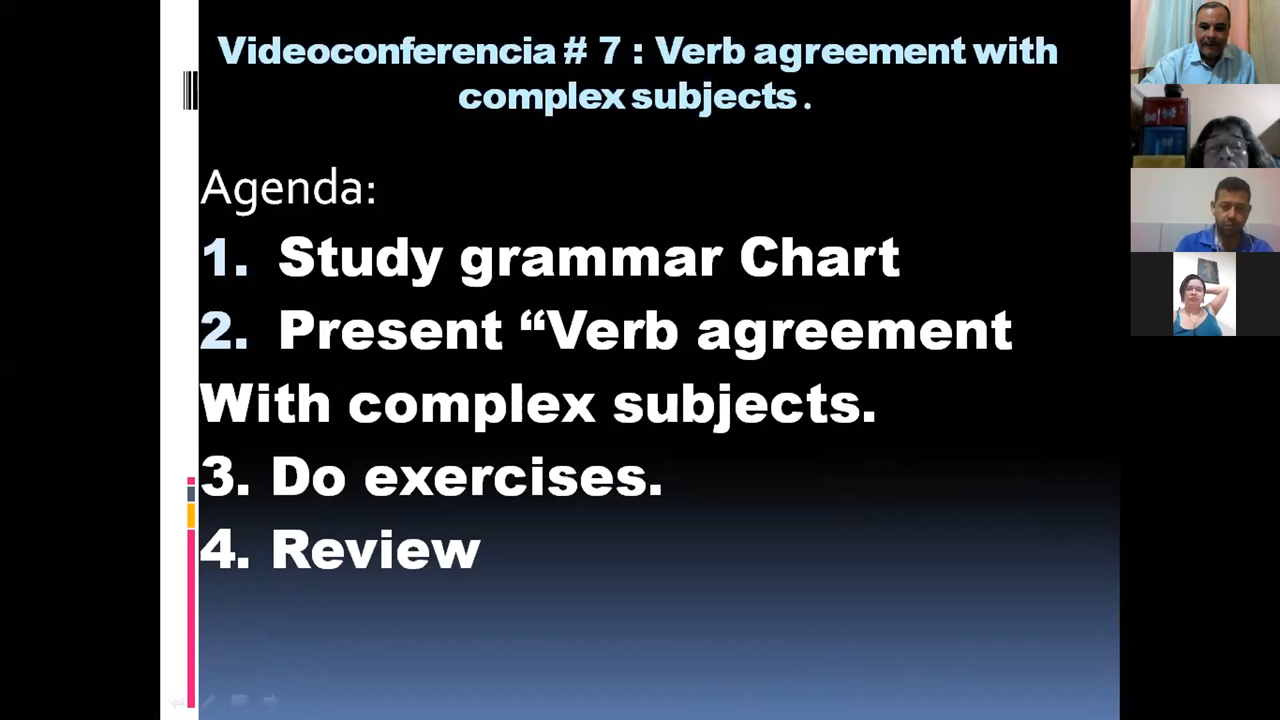 Videoconferencia # 7 : Verb agreement with
complex subjects .
Agenda:
1. Study grammar Chart
2. Present “Verb agreement
With complex subjects.
3. Do exercises.
4. Review